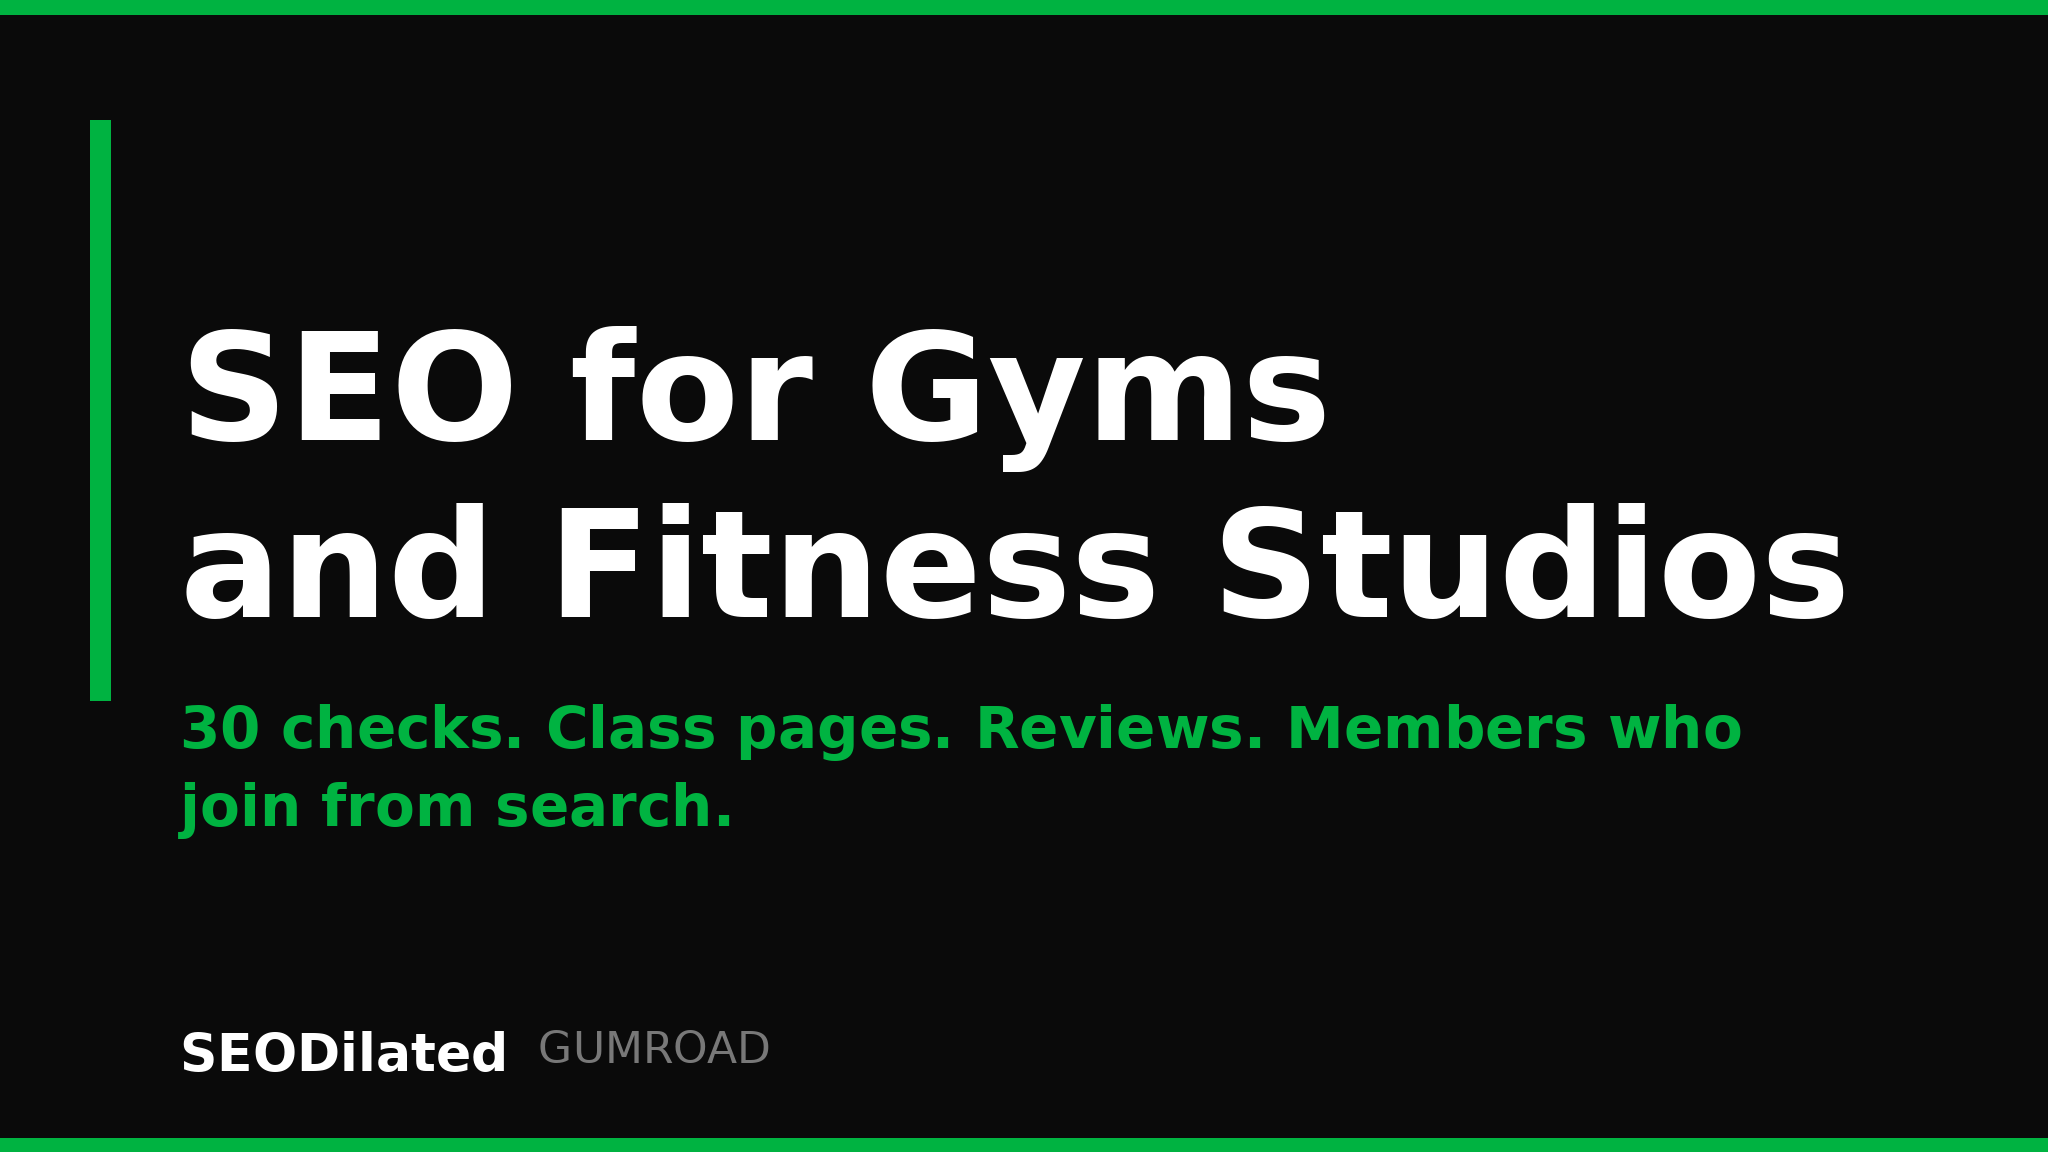 SEO for Gyms
and Fitness Studios
30 checks. Class pages. Reviews. Members who
join from search.
SEODilated GUMROAD